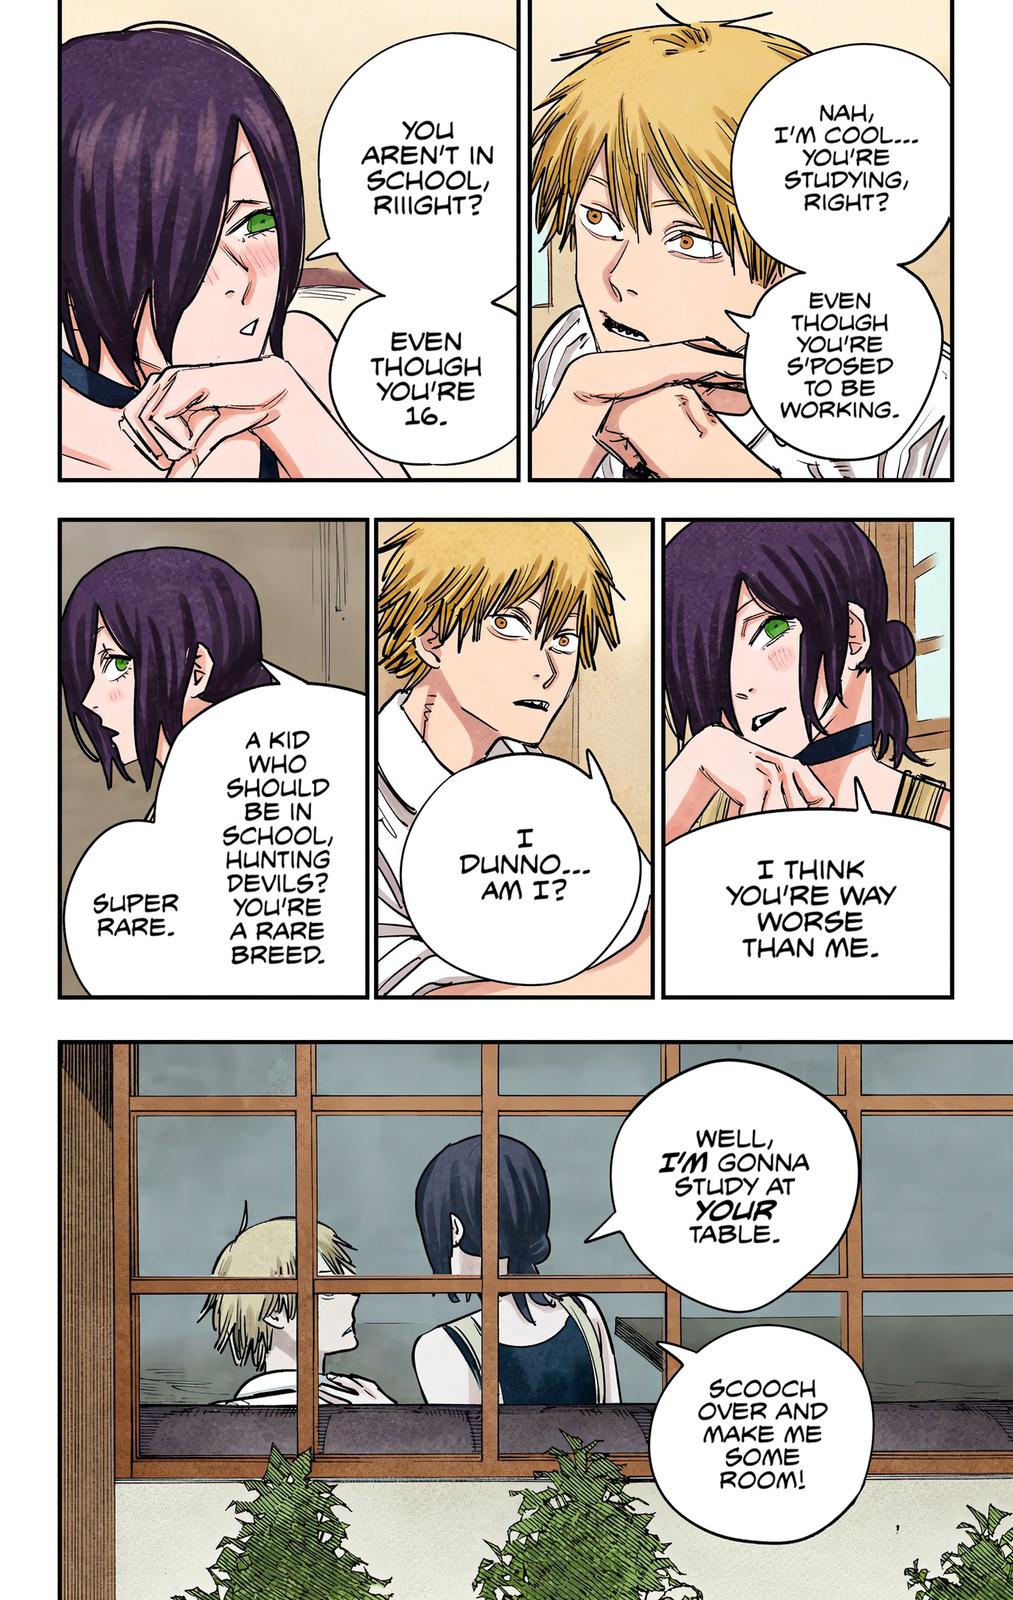 NAH,
I'M COOL...
YOU'RE
STUDYING,
RIGHT?
EVEN
THOUGH
YOU'RE
S'POSED
TO BE
WORKING.
YOU
AREN'T IN
SCHOOL,
RIIIGHT?
EVEN
THOUGH
YOU'RE
16.
I THINK
YOU'RE WAY
WORSE
THAN ME.
I
DUNNO...
AM I?
A KID
WHO
SHOULD
BE IN
SCHOOL,
HUNTING
DEVILS?
YOU'RE
A RARE
BREED.
SUPER
RARE.
WELL,
I'M GONNA
STUDY AT
YOUR
TABLE.
SCOOCH
OVER AND
MAKE ME
SOME
ROOM!